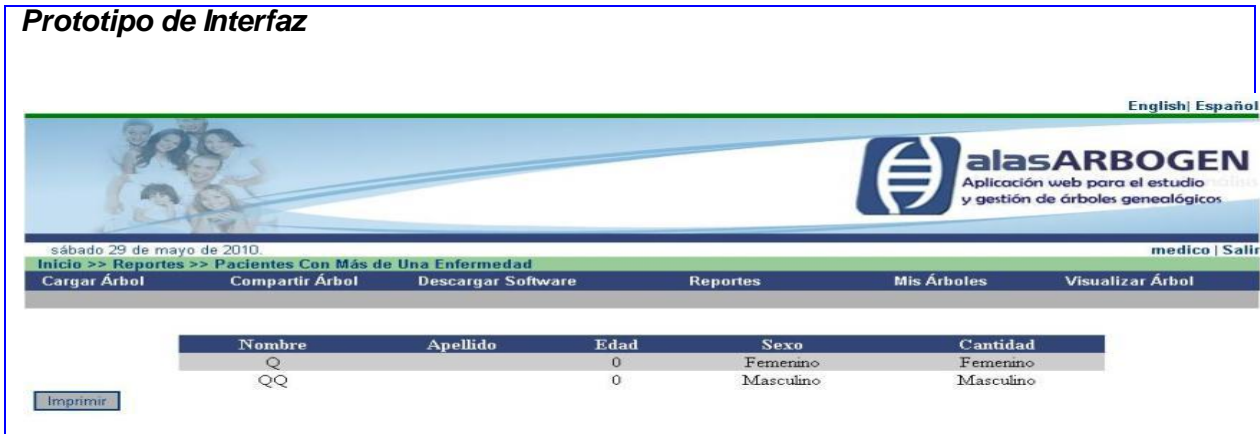 Prototipo de Interfaz
English| Español
alasARBOGEN
Aplicación web para el estudio
y gestión de árboles genealógicos
sábado 29 de mayo de 2010.
medico | Salir
Inicio >> Reportes >> Pacientes Con Más de Una Enfermedad
Cargar Árbol Compartir Árbol Descargar Software Reportes Mis Árboles Visualizar Árbol
Nombre Apellido Edad Sexo Cantidad
Q 0 Femenino Femenino
QQ 0 Masculino Masculino
Imprimir